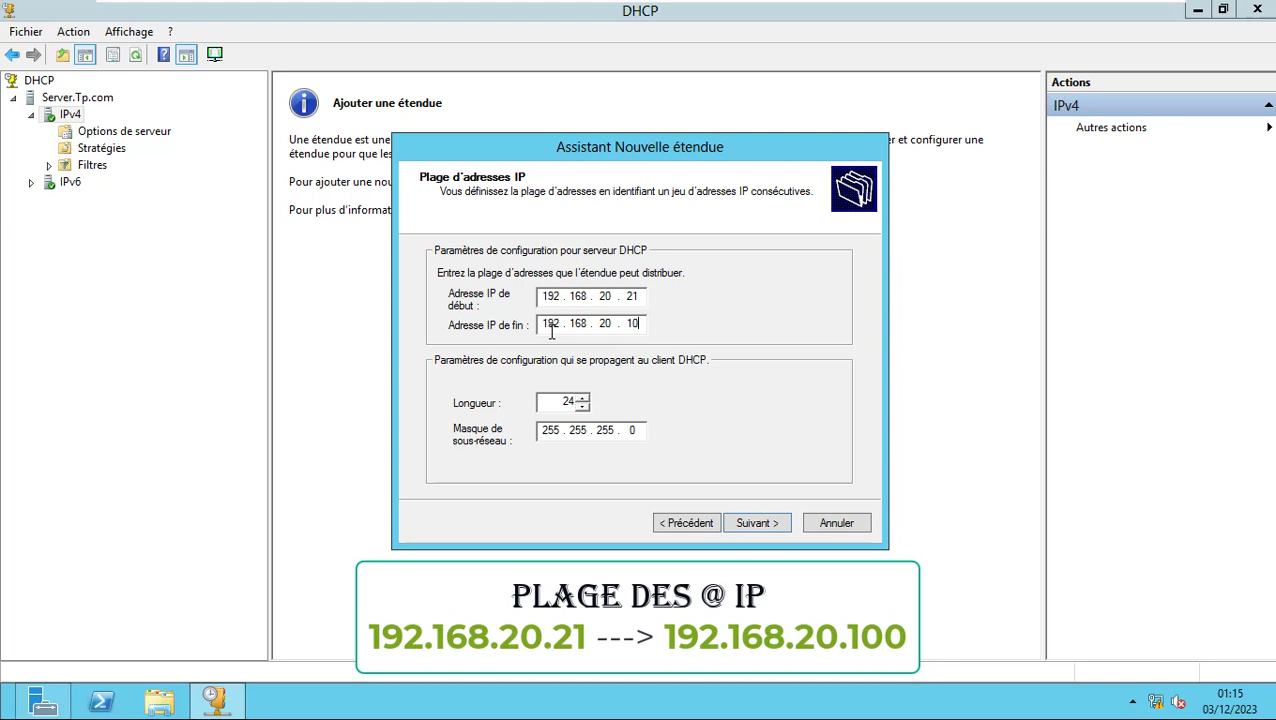 DHCP
Fichier Action Affichage ?
DHCP
Server.Tp.com
IPv4
Options de serveur
Stratégies
Filtres
IPv6
Ajouter une étendue
Une étendue est une
er et configurer une
étendue pour que les
Pour ajouter une nou
Pour plus d'informat
Assistant Nouvelle étendue
Plage d'adresses IP
Vous définissez la plage d'adresses en identifiant un jeu d'adresses IP consécutives.
Paramètres de configuration pour serveur DHCP
Entrez la plage d'adresses que l'étendue peut distribuer.
Adresse IP de
début :
192 . 168 . 20 . 21
Adresse IP de fin :
192 . 168 . 20 . 10
Paramètres de configuration qui se propagent au client DHCP.
Longueur :
24
Masque de
sous-réseau :
255 . 255 . 255 . 0
< Précédent
Suivant >
Annuler
Actions
IPv4
Autres actions
PLAGE DES @ IP
192.168.20.21 ---> 192.168.20.100
01:15
03/12/2023